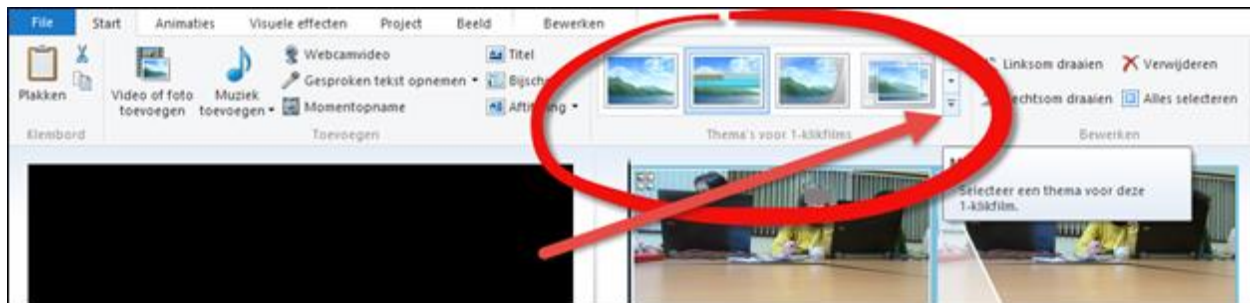 File Start Animaties Visuele effecten Project Beeld Bewerken
Plakken
Klembord
Video of foto
toevoegen
Muziek
toevoegen
Webcamvideo
Gesproken tekst opnemen
Momentopname
Titel
Toevoegen
Thema's voor 1-klikfilms
Linksom draaien
draaien
Verwijderen
Alles selecteren
Bewerken
Selecteer een thema voor deze
1-klikfilm.